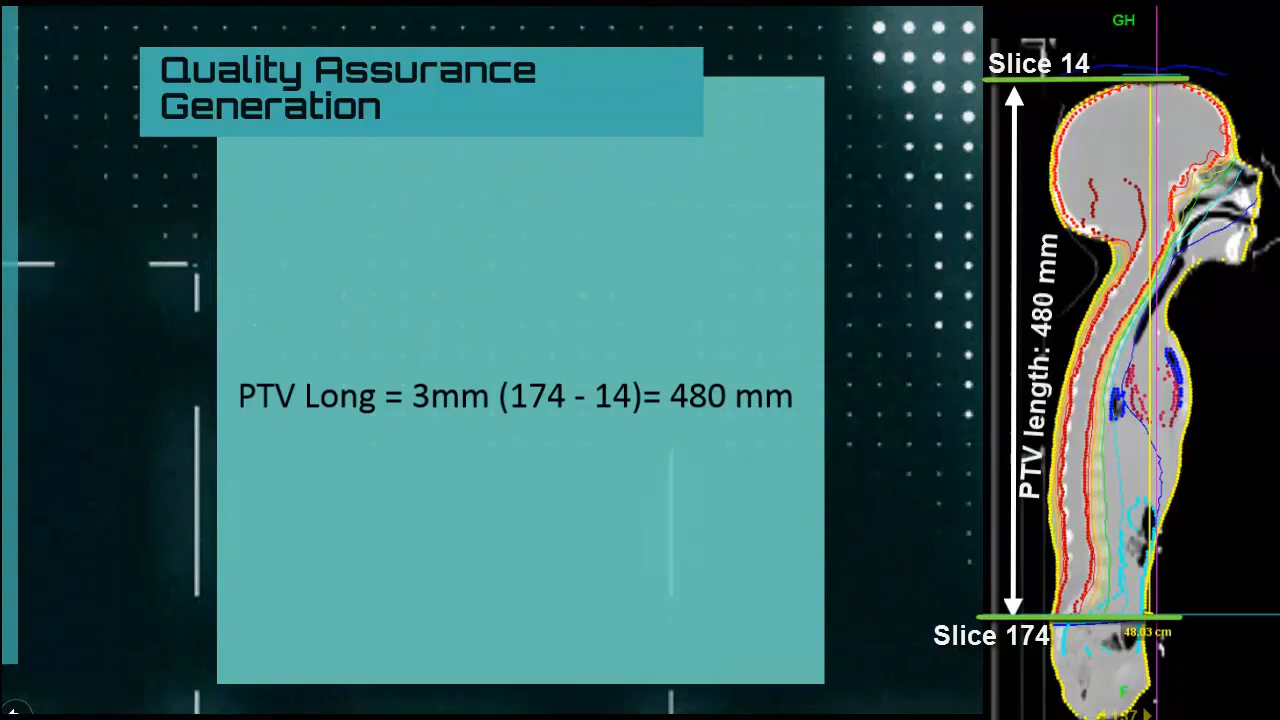 Quality Assurance
Generation
PTV Long = 3mm (174 - 14)= 480 mm
GH
Slice 14
PTV length: 480 mm
Slice 174
48.03 cm
F